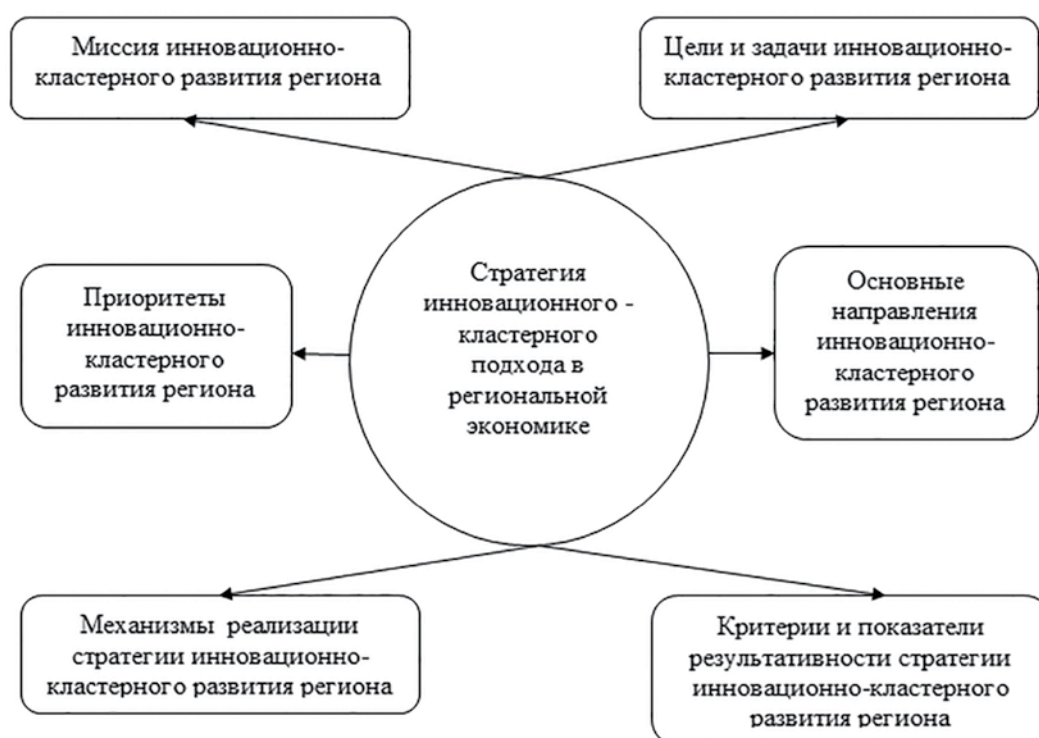 Миссия инновационно-
кластерного развития региона
Цели и задачи инновационно-
кластерного развития региона
Приоритеты
инновационно-
кластерного
развития региона
Стратегия
инновационного -
кластерного
подхода в
региональной
экономике
Основные
направления
инновационно-
кластерного
развития региона
Механизмы реализации
стратегии инновационно-
кластерного развития региона
Критерии и показатели
результативности стратегии
инновационно-кластерного
развития региона